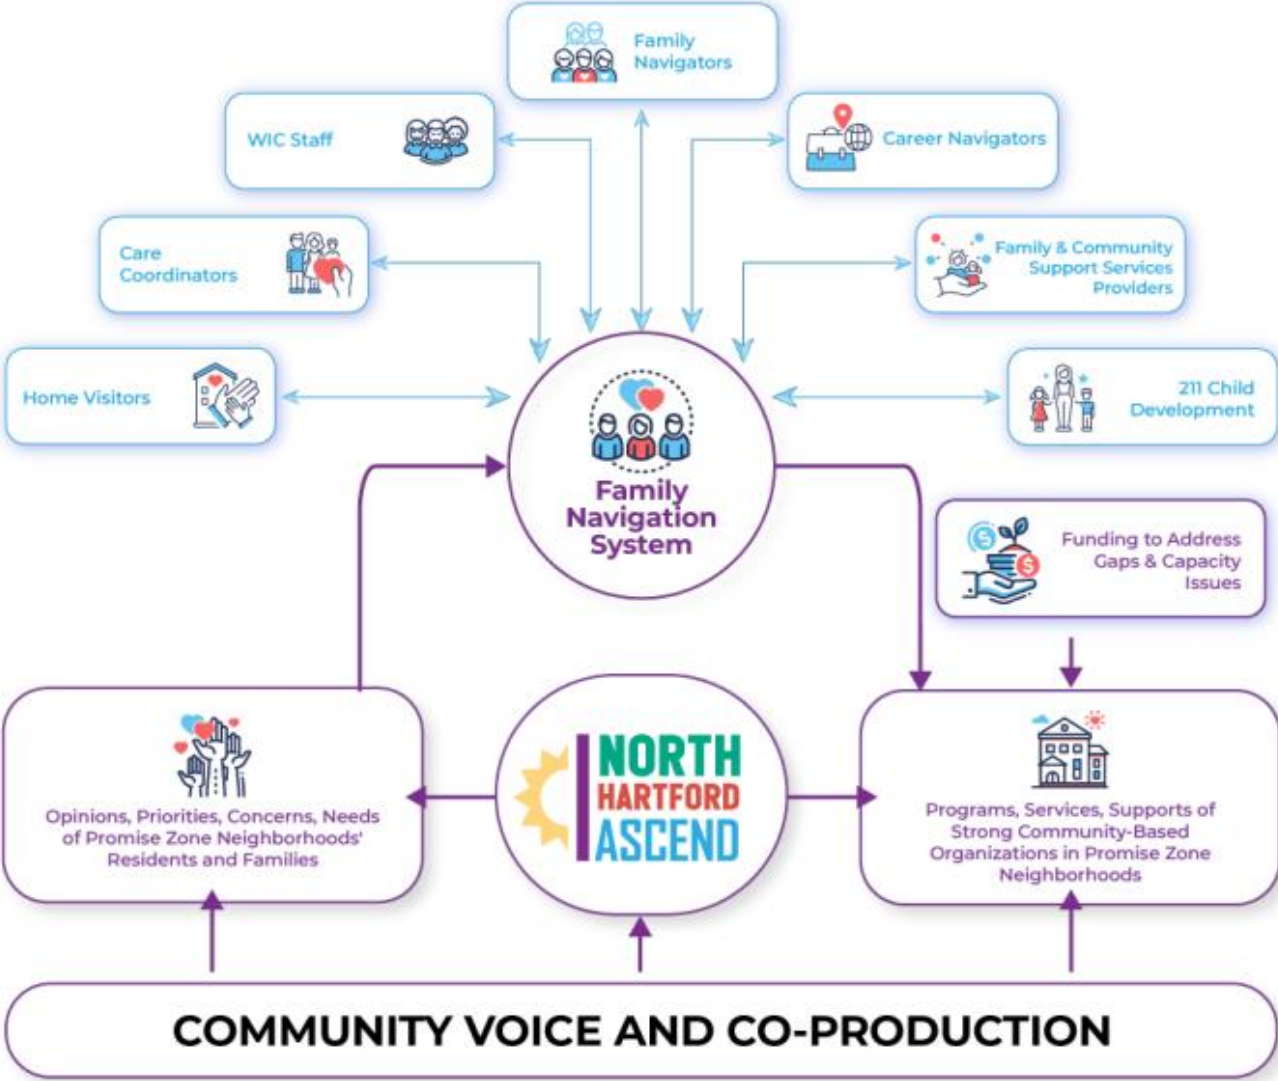 Family
Navigators
WIC Staff
Career Navigators
Care
Coordinators
Family & Community
Support Services
Providers
Home Visitors
211 Child
Development
Family
Navigation
System
Funding to Address
Gaps & Capacity
Issues
Opinions, Priorities, Concerns, Needs
of Promise Zone Neighborhoods'
Residents and Families
NORTH
HARTFORD
ASCEND
Programs, Services, Supports of
Strong Community-Based
Organizations in Promise Zone
Neighborhoods
COMMUNITY VOICE AND CO-PRODUCTION